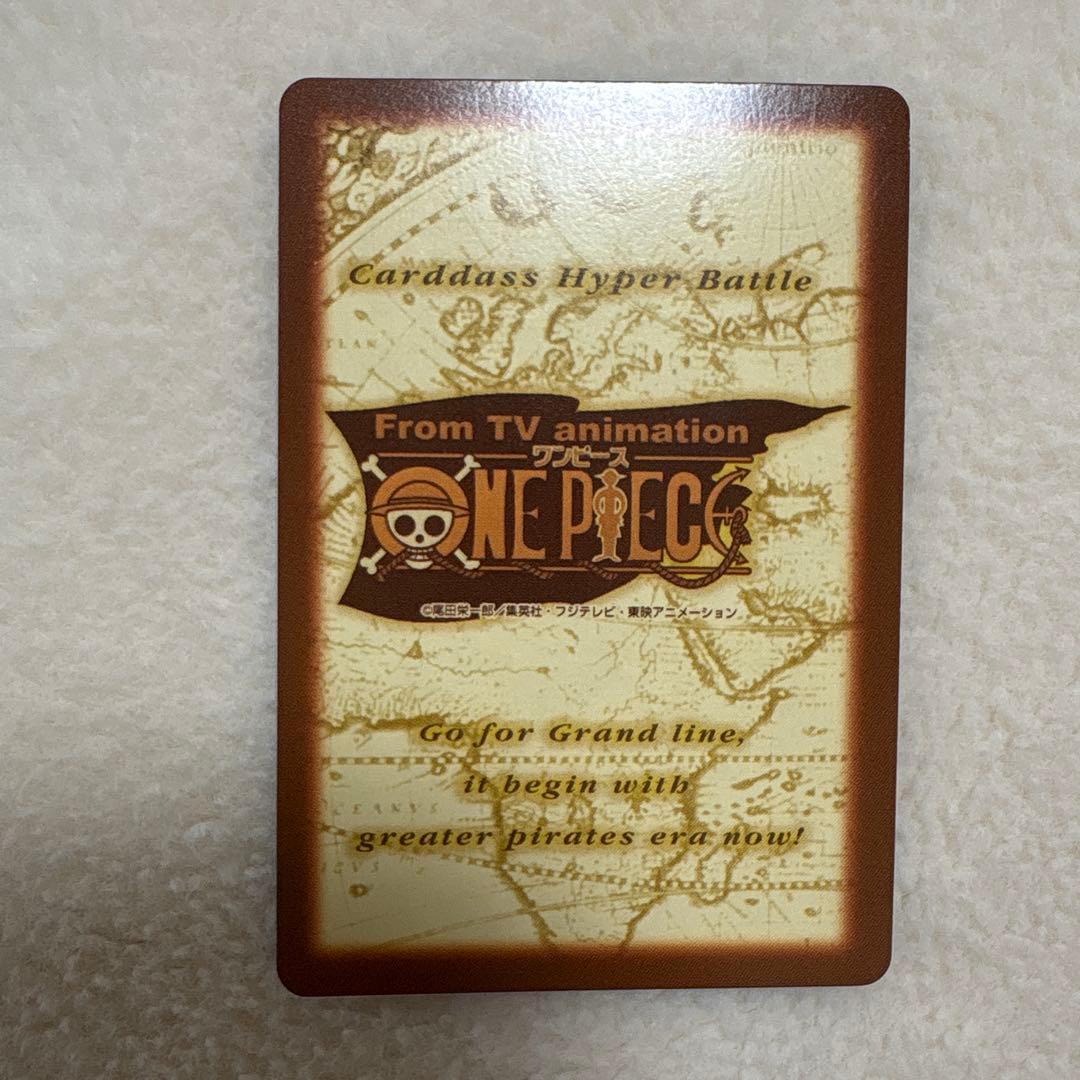 Carddass Hyper Battle
From TV animation
ワンピース
ONE PIECE
©尾田栄一郎/集英社・フジテレビ・東映アニメーション
Go for Grand line,
it begin with
greater pirates era now!